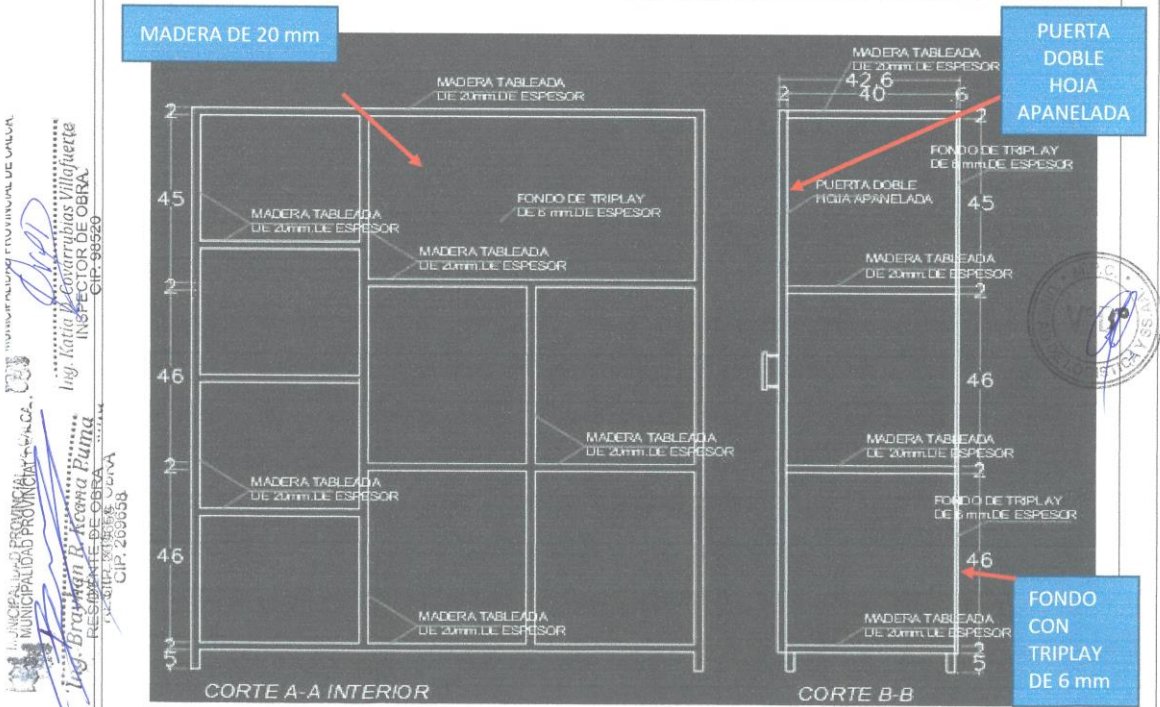 MADERA DE 20 mm
PUERTA
DOBLE
HOJA
APANELADA
MADERA TABLEADA
DE 20mm.DE ESPESOR
MADERA TABLEADA
DE 20mm.DE ESPESOR
42,6
2
40
.6
2
45
2
46
2
46
2
5
MADERA TABLEADA
DE 20mm.DE ESPESOR
FONDO DE TRIPLAY
DE 6 mm.DE ESPESOR
MADERA TABLEADA
DE 20mm.DE ESPESOR
MADERA TABLEADA
DE 20mm.DE ESPESOR
MADERA TABLEADA
DE 20mm.DE ESPESOR
MADERA TABLEADA
DE 20mm.DE ESPESOR
CORTE A-A INTERIOR
2
FONDO DE TRIPLAY
DE 6 mm.DE ESPESOR
PUERTA DOBLE
HOJA APANELADA
45
MADERA TABLEADA
DE 20mm.DE ESPESOR
2
46
MADERA TABLEADA
DE 20mm.DE ESPESOR
2
FONDO DE TRIPLAY
DE 6 mm.DE ESPESOR
46
MADERA TABLEADA
DE 20mm.DE ESPESOR
2
5
CORTE B-B
FONDO
CON
TRIPLAY
DE 6 mm
Ing. Katia Covarrubias Villafuerte
INSPECTOR DE OBRA
CIP. 98520
MUNICIPALIDAD PROVINCIAL
MUNICIPALIDAD PROVINCIAL
RESIDENTE DE OBRA
CIP. 269658